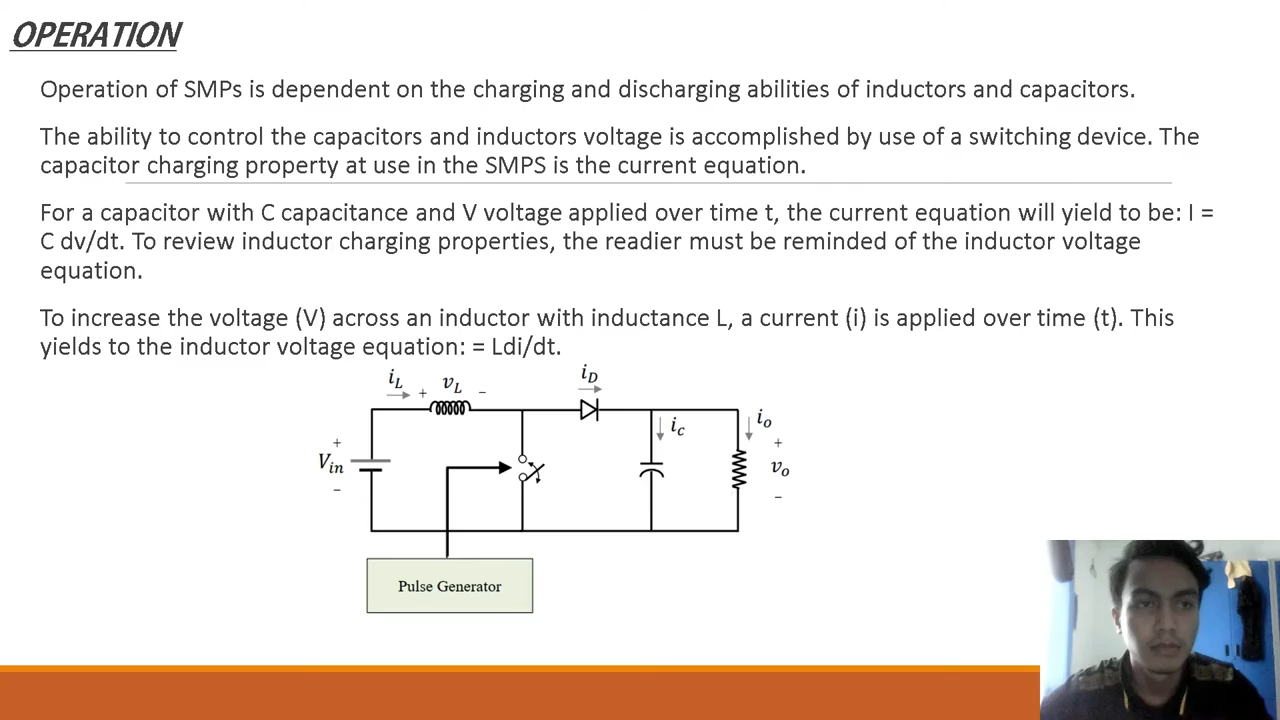 OPERATION
Operation of SMPs is dependent on the charging and discharging abilities of inductors and capacitors.
The ability to control the capacitors and inductors voltage is accomplished by use of a switching device. The
capacitor charging property at use in the SMPS is the current equation.
For a capacitor with C capacitance and V voltage applied over time t, the current equation will yield to be: I =
C dv/dt. To review inductor charging properties, the readier must be reminded of the inductor voltage
equation.
To increase the voltage (V) across an inductor with inductance L, a current (i) is applied over time (t). This
yields to the inductor voltage equation: = Ldi/dt.
i_L
+ v_L -
i_D
i_c
i_o
+
V_in
-
+
v_o
-
Pulse Generator